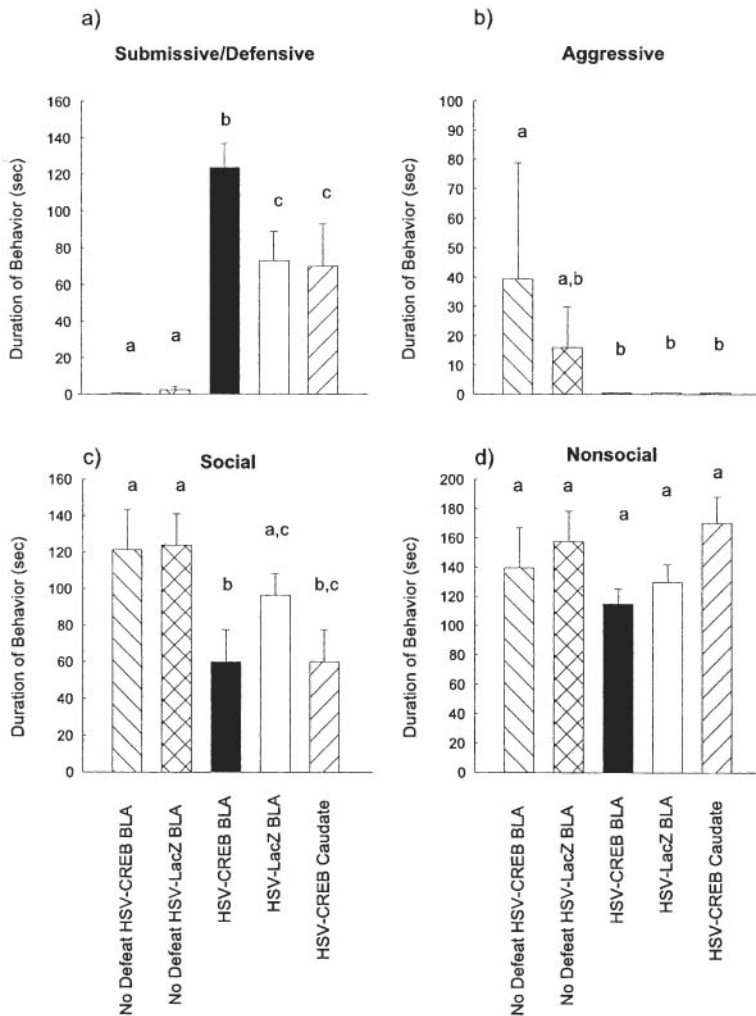 a)
Submissive/Defensive
160
140
120
100
80
60
40
20
0
Duration of Behavior (sec)
a
a
b
c
c
b)
Aggressive
100
90
80
70
60
50
40
30
20
10
0
Duration of Behavior (sec)
a
a,b
b
b
b
c)
Social
160
140
120
100
80
60
40
20
0
Duration of Behavior (sec)
a
a
b
a,c
b,c
No Defeat HSV-CREB BLA
No Defeat HSV-LacZ BLA
HSV-CREB BLA
HSV-LacZ BLA
HSV-CREB Caudate
d)
Nonsocial
200
180
160
140
120
100
80
60
40
20
0
Duration of Behavior (sec)
a
a
a
a
a
No Defeat HSV-CREB BLA
No Defeat HSV-LacZ BLA
HSV-CREB BLA
HSV-LacZ BLA
HSV-CREB Caudate